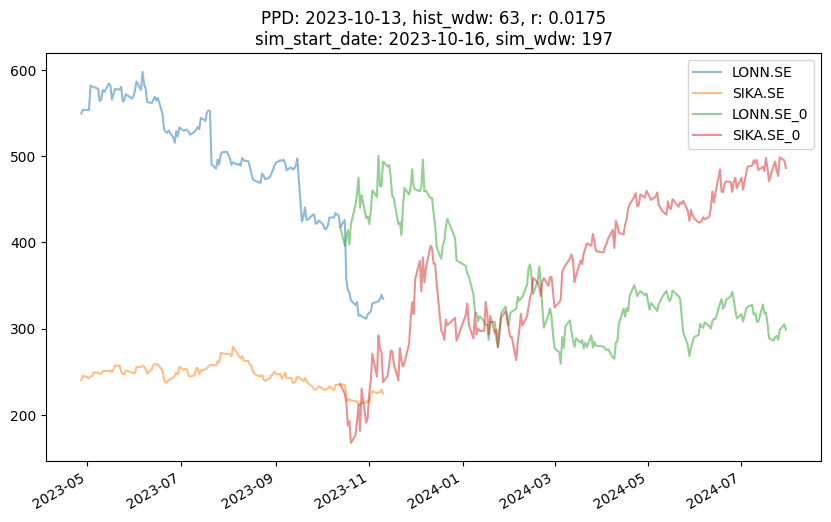 PPD: 2023-10-13, hist_wdw: 63, r: 0.0175
sim_start_date: 2023-10-16, sim_wdw: 197
LONN.SE
SIKA.SE
LONN.SE_0
SIKA.SE_0
600
500
400
300
200
2023-05
2023-07
2023-09
2023-11
2024-01
2024-03
2024-05
2024-07